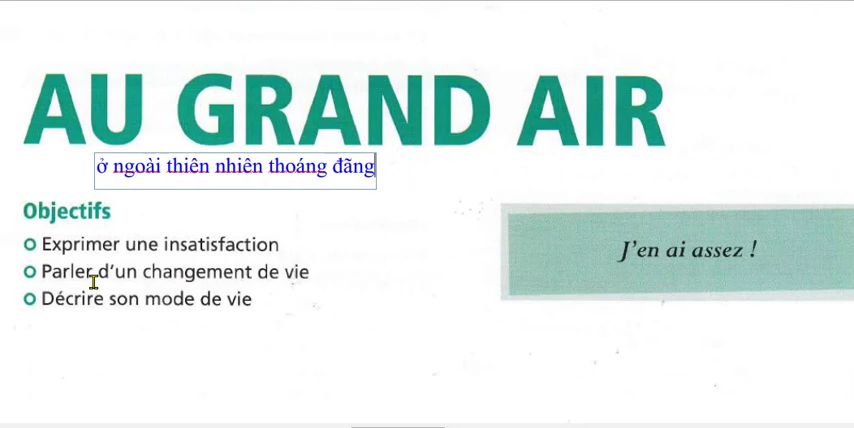 AU GRAND AIR
ở ngoài thiên nhiên thoáng đãng
Objectifs
Exprimer une insatisfaction
Parler d'un changement de vie
Décrire son mode de vie
J'en ai assez !